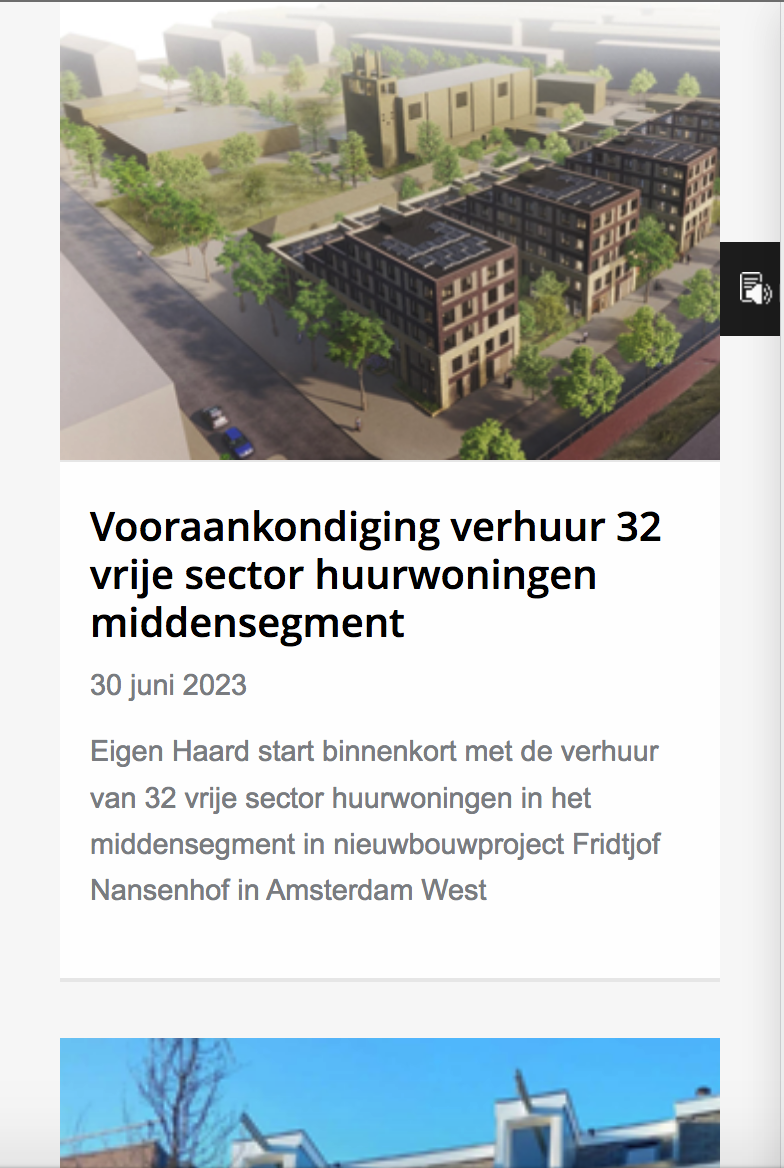 Vooraankondiging verhuur 32
vrije sector huurwoningen
middensegment
30 juni 2023
Eigen Haard start binnenkort met de verhuur
van 32 vrije sector huurwoningen in het
middensegment in nieuwbouwproject Fridtjof
Nansenhof in Amsterdam West